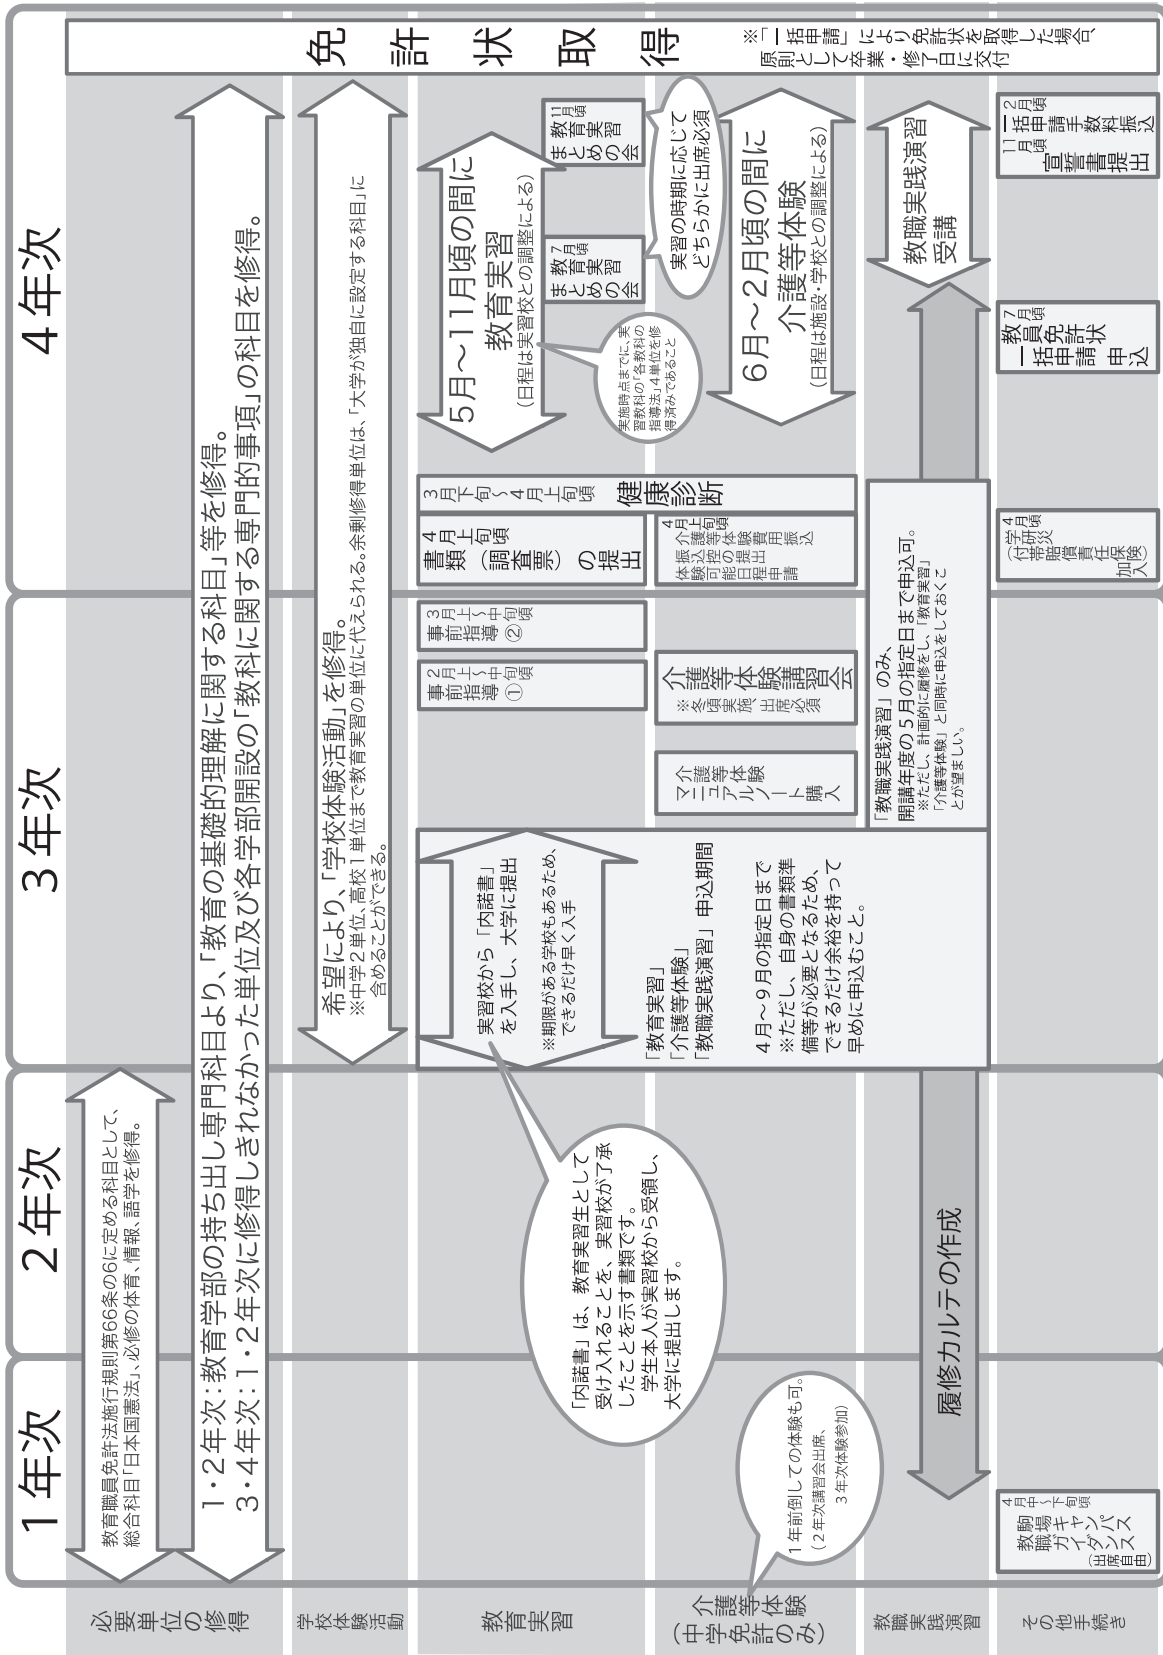 1年次
2年次
3年次
4年次
必要単位の修得
教育職員免許法施行規則第66条の6に定める科目として、
総合科目「日本国憲法」、必修の体育、情報、語学を修得。
1・2年次：教育学部の持ち出し専門科目より、「教育の基礎的理解に関する科目」等を修得。
3・4年次：1・2年次に修得しきれなかった単位及び各学部開設の「教科に関する専門的事項」の科目を修得。
学校体験活動
希望により、「学校体験活動」を修得。
※中学2単位、高校1単位まで教育実習の単位に代えられる。余剰修得単位は、「大学が独自に設定する科目」に
含めることができる。
教育実習
「内諾書」は、教育実習生として
受け入れることを、実習校が了承
したことを示す書類です。
学生本人が実習校から受領し、
大学に提出します。
実習校から「内諾書」
を入手し、大学に提出
※期限がある学校もあるため、
できるだけ早く入手
「教育実習」
「介護等体験」
「教職実践演習」申込期間
4月～9月の指定日まで
※ただし、自身の書類準
備等が必要となるため、
できるだけ余裕を持って
早めに申込むこと。
2月上～中旬頃
事前指導①
3月上～中旬頃
事前指導②
4月上旬頃
書類（調査票）の提出
3月下旬～4月上旬頃
健康診断
5月～11月頃の間に
教育実習
（日程は実習校との調整による）
実施時点までに、実
習教科の「各教科の
指導法」4単位を修
得済みであること
7月頃
教育実習
まとめの会
11月頃
教育実習
まとめの会
実習の時期に応じて
どちらかに出席必須
介護等体験
（中学免許のみ）
1年前倒しての体験も可。
（2年次講習会出席、
3年次体験参加）
介護等体験
マニュアルノート購入
介護等体験講習会
※冬頃実施、出席必須
4月上旬頃
介護等体験費用振込
振込控の提出
体験可能日程申請
6月～2月頃の間に
介護等体験
（日程は施設・学校との調整による）
教職実践演習
履修カルテの作成
「教職実践演習」のみ、
開講年度の5月の指定日まで申込可。
※ただし、計画的に履修をし、「教育実習」
「介護等体験」と同時に申込をしておくこ
とが望ましい。
教職実践演習
受講
その他手続き
4月中～下旬頃
駒場キャンパス
教職ガイダンス
（出席自由）
4月頃
学研災
（付帯賠償責任保険）
加入
7月頃
教員免許状
一括申請
申込
11月頃
宣誓書提出
2月頃
一括申請手数料振込
免許状取得
※「一括申請」により免許状を取得した場合、
原則として卒業・修了日に交付